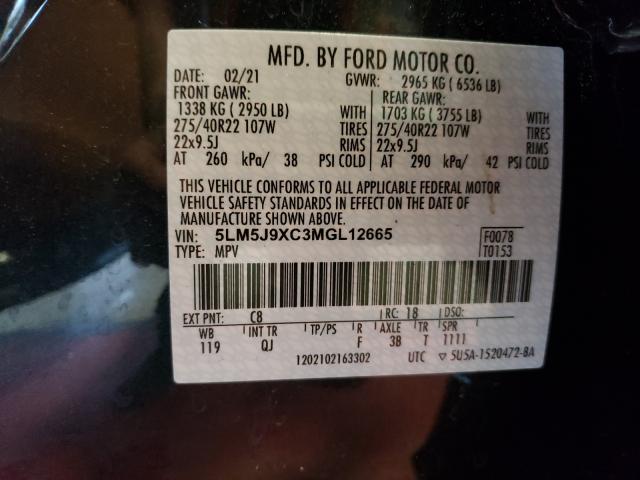 MFD. BY FORD MOTOR CO.
DATE: 02/21 GVWR: 2965 KG ( 6536 LB)
FRONT GAWR: REAR GAWR:
1338 KG ( 2950 LB) WITH 1703 KG ( 3755 LB) WITH
275/40R22 107W TIRES 275/40R22 107W TIRES
22x9.5J RIMS 22x9.5J RIMS
AT 260 kPa/ 38 PSI COLD AT 290 kPa/ 42 PSI COLD
THIS VEHICLE CONFORMS TO ALL APPLICABLE FEDERAL MOTOR
VEHICLE SAFETY STANDARDS IN EFFECT ON THE DATE OF
MANUFACTURE SHOWN ABOVE.
VIN: 5LM5J9XC3MGL12665 F0078
TYPE: MPV T0153
EXT PNT: C8 RC: 18 DSO:
WB INT TR TP/PS R AXLE TR SPR
119 QJ F 3B T 1111
1202102163302 UTC ▽ 5U5A-1520472-BA